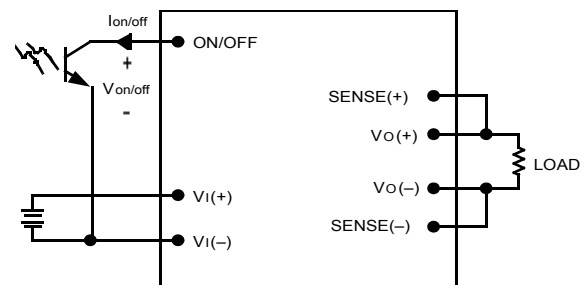 Ion/off
ON/OFF
+
Von/off
-
SENSE(+)
VO(+)
LOAD
VI(+)
VO(–)
VI(–)
SENSE(–)